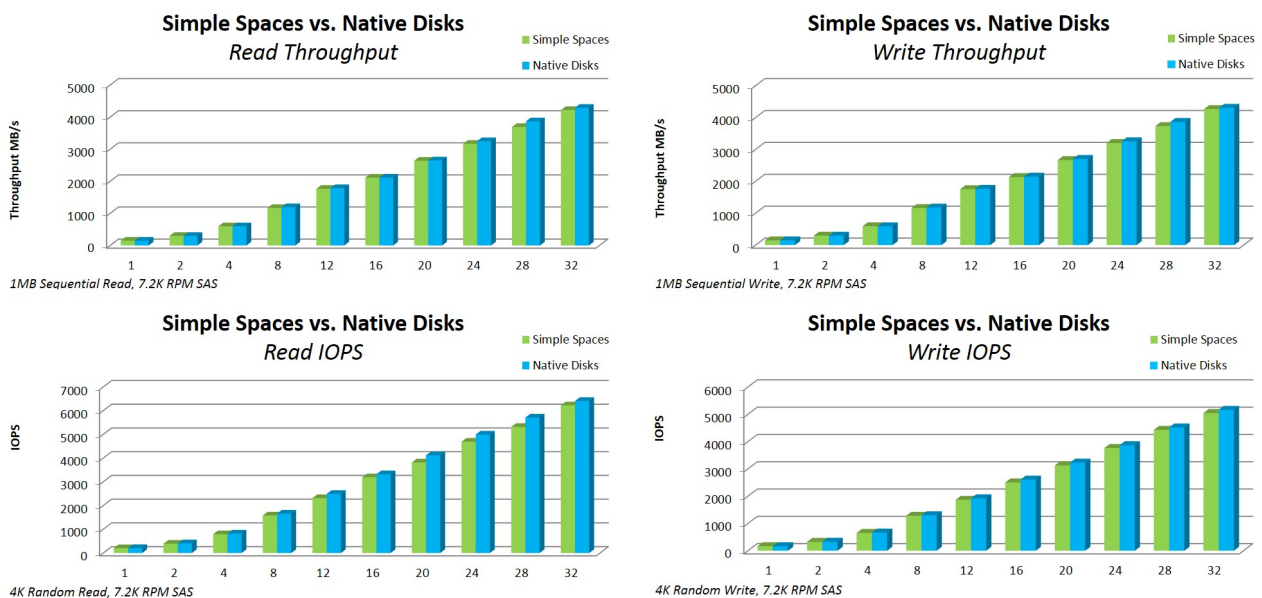 Simple Spaces vs. Native Disks
Read Throughput
Simple Spaces
Native Disks
Throughput MB/s
5000
4000
3000
2000
1000
0
1 2 4 8 12 16 20 24 28 32
1MB Sequential Read, 7.2K RPM SAS
Simple Spaces vs. Native Disks
Write Throughput
Simple Spaces
Native Disks
Throughput MB/s
5000
4000
3000
2000
1000
0
1 2 4 8 12 16 20 24 28 32
1MB Sequential Write, 7.2K RPM SAS
Simple Spaces vs. Native Disks
Read IOPS
Simple Spaces
Native Disks
IOPS
7000
6000
5000
4000
3000
2000
1000
0
1 2 4 8 12 16 20 24 28 32
4K Random Read, 7.2K RPM SAS
Simple Spaces vs. Native Disks
Write IOPS
Simple Spaces
Native Disks
IOPS
6000
5000
4000
3000
2000
1000
0
1 2 4 8 12 16 20 24 28 32
4K Random Write, 7.2K RPM SAS